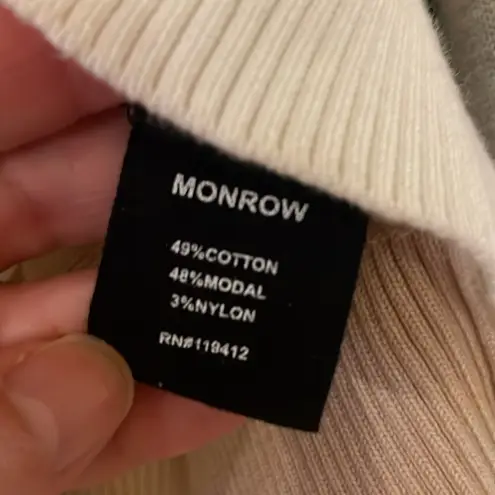 MONROW
49%COTTON
48%MODAL
3%NYLON
RN#119412